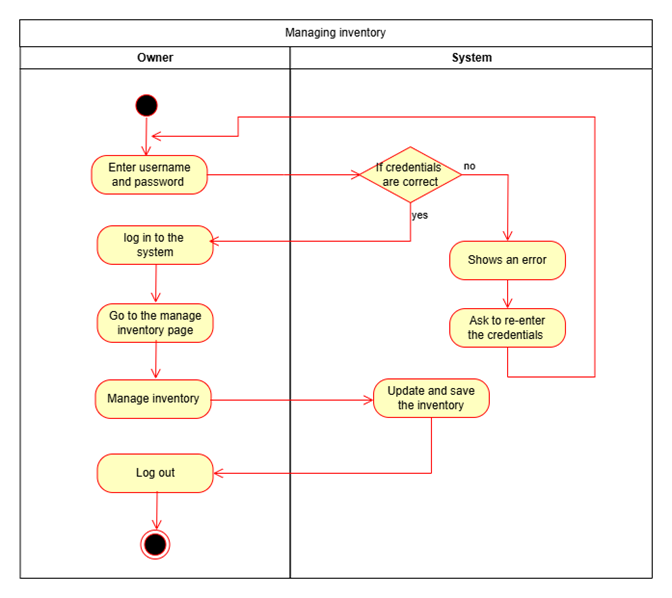 Managing inventory
Owner
System
Enter username
and password
If credentials
are correct
no
yes
log in to the
system
Shows an error
Go to the manage
inventory page
Ask to re-enter
the credentials
Manage inventory
Update and save
the inventory
Log out